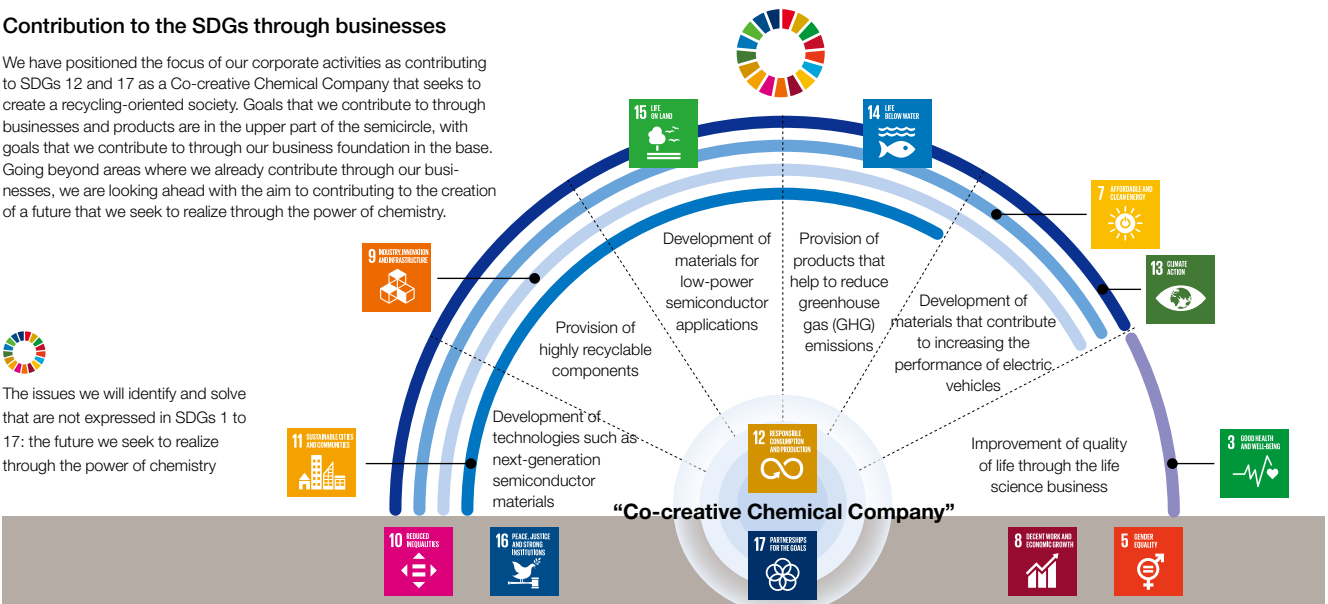 Contribution to the SDGs through businesses
We have positioned the focus of our corporate activities as contributing
to SDGs 12 and 17 as a Co-creative Chemical Company that seeks to
create a recycling-oriented society. Goals that we contribute to through
businesses and products are in the upper part of the semicircle, with
goals that we contribute to through our business foundation in the base.
Going beyond areas where we already contribute through our busi-
nesses, we are looking ahead with the aim to contributing to the creation
of a future that we seek to realize through the power of chemistry.
The issues we will identify and solve
that are not expressed in SDGs 1 to
17: the future we seek to realize
through the power of chemistry
15 LIFE
ON LAND
14 LIFE
BELOW WATER
7 AFFORDABLE AND
CLEAN ENERGY
9 INDUSTRY, INNOVATION
AND INFRASTRUCTURE
13 CLIMATE
ACTION
11 SUSTAINABLE CITIES
AND COMMUNITIES
3 GOOD HEALTH
AND WELL-BEING
Development of
technologies such as
next-generation
semiconductor
materials
Provision of
highly recyclable
components
Development of
materials for
low-power
semiconductor
applications
Provision of
products that
help to reduce
greenhouse
gas (GHG)
emissions
Development of
materials that contribute
to increasing the
performance of electric
vehicles
Improvement of quality
of life through the life
science business
12 RESPONSIBLE
CONSUMPTION
AND PRODUCTION
“Co-creative Chemical Company”
10 REDUCED
INEQUALITIES
16 PEACE, JUSTICE
AND STRONG
INSTITUTIONS
17 PARTNERSHIPS
FOR THE GOALS
8 DECENT WORK AND
ECONOMIC GROWTH
5 GENDER
EQUALITY